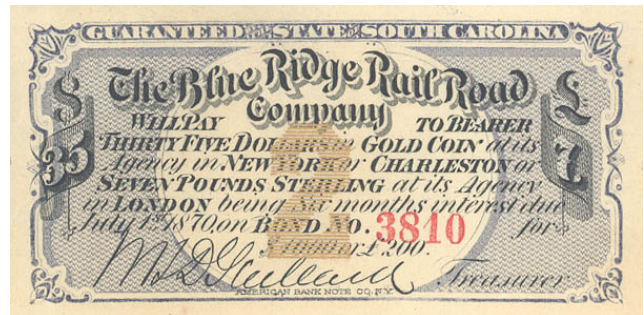 GUARANTEED BY THE STATE OF SOUTH CAROLINA
The Blue Ridge Rail Road
Company
WILL PAY TO BEARER
THIRTY FIVE DOLLARS in GOLD COIN at its
Agency in NEW YORK or CHARLESTON or
SEVEN POUNDS STERLING at its Agency
in LONDON being Six months interest due
July 1st 1870 on BOND NO. 3810 for
£200.
Treasurer
$ 35
£ 7
AMERICAN BANK NOTE CO. N.Y.